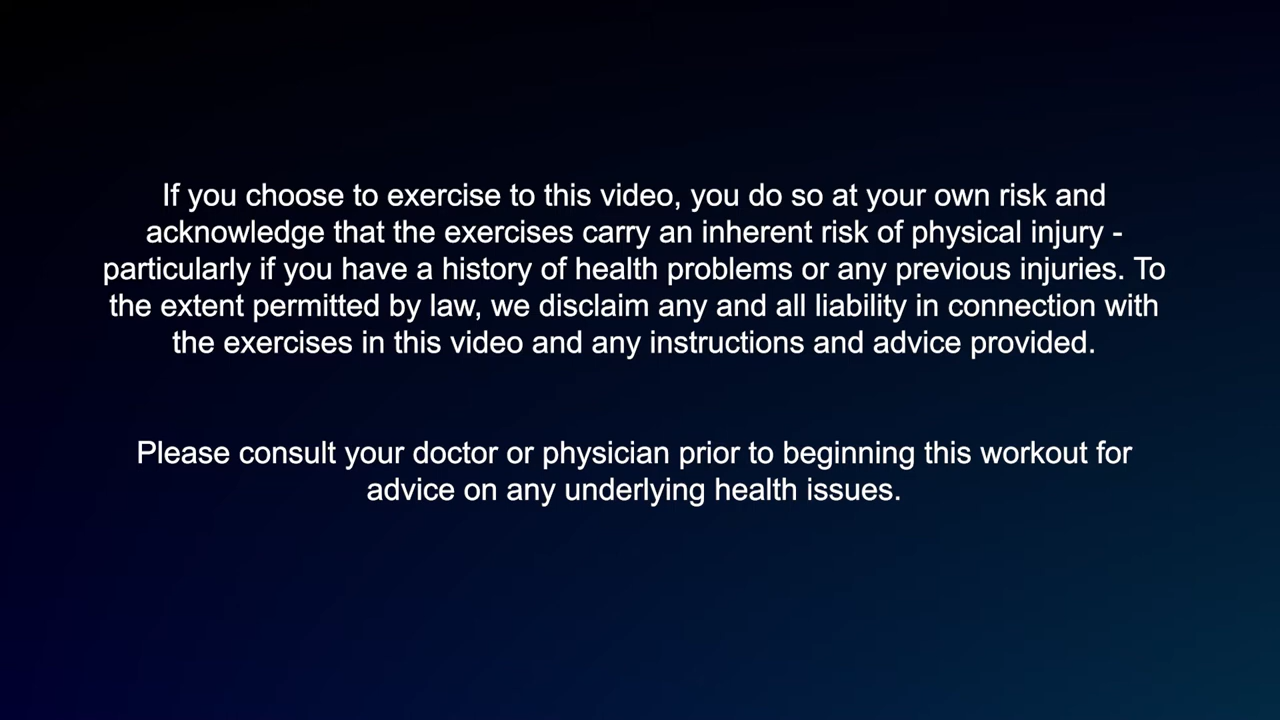 If you choose to exercise to this video, you do so at your own risk and
acknowledge that the exercises carry an inherent risk of physical injury -
particularly if you have a history of health problems or any previous injuries. To
the extent permitted by law, we disclaim any and all liability in connection with
the exercises in this video and any instructions and advice provided.
Please consult your doctor or physician prior to beginning this workout for
advice on any underlying health issues.